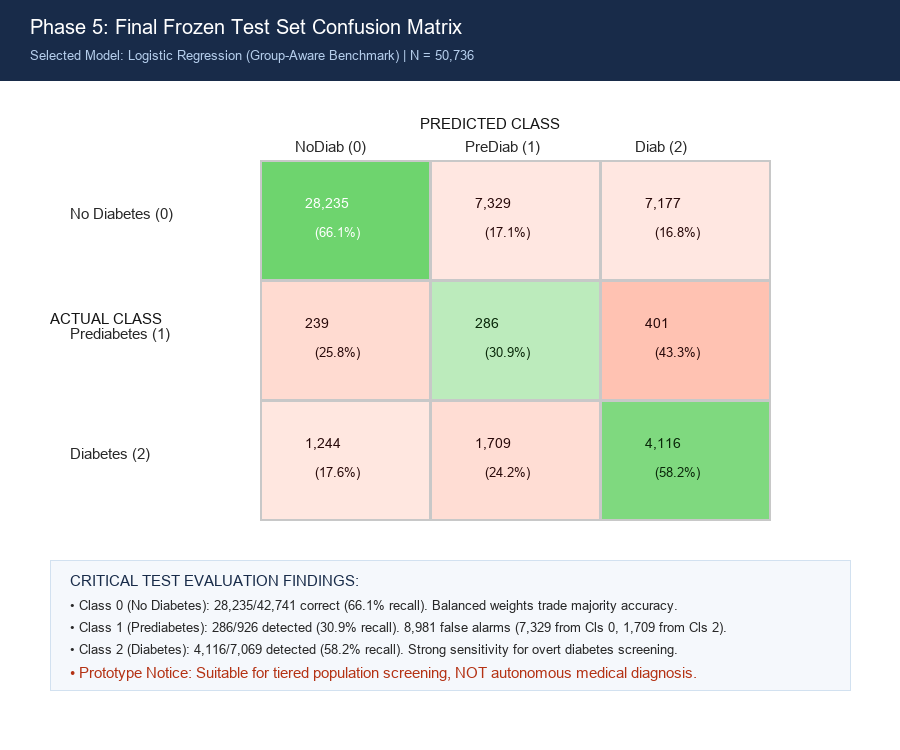 Phase 5: Final Frozen Test Set Confusion Matrix
Selected Model: Logistic Regression (Group-Aware Benchmark) | N = 50,736
PREDICTED CLASS
NoDiab (0) PreDiab (1) Diab (2)
28,235 7,329 7,177
No Diabetes (0)
(66.1%) (17.1%) (16.8%)
ACTUAL CLASS
239 286 401
Prediabetes (1)
(25.8%) (30.9%) (43.3%)
1,244 1,709 4,116
Diabetes (2)
(17.6%) (24.2%) (58.2%)
CRITICAL TEST EVALUATION FINDINGS:
• Class 0 (No Diabetes): 28,235/42,741 correct (66.1% recall). Balanced weights trade majority accuracy.
• Class 1 (Prediabetes): 286/926 detected (30.9% recall). 8,981 false alarms (7,329 from Cls 0, 1,709 from Cls 2).
• Class 2 (Diabetes): 4,116/7,069 detected (58.2% recall). Strong sensitivity for overt diabetes screening.
• Prototype Notice: Suitable for tiered population screening, NOT autonomous medical diagnosis.